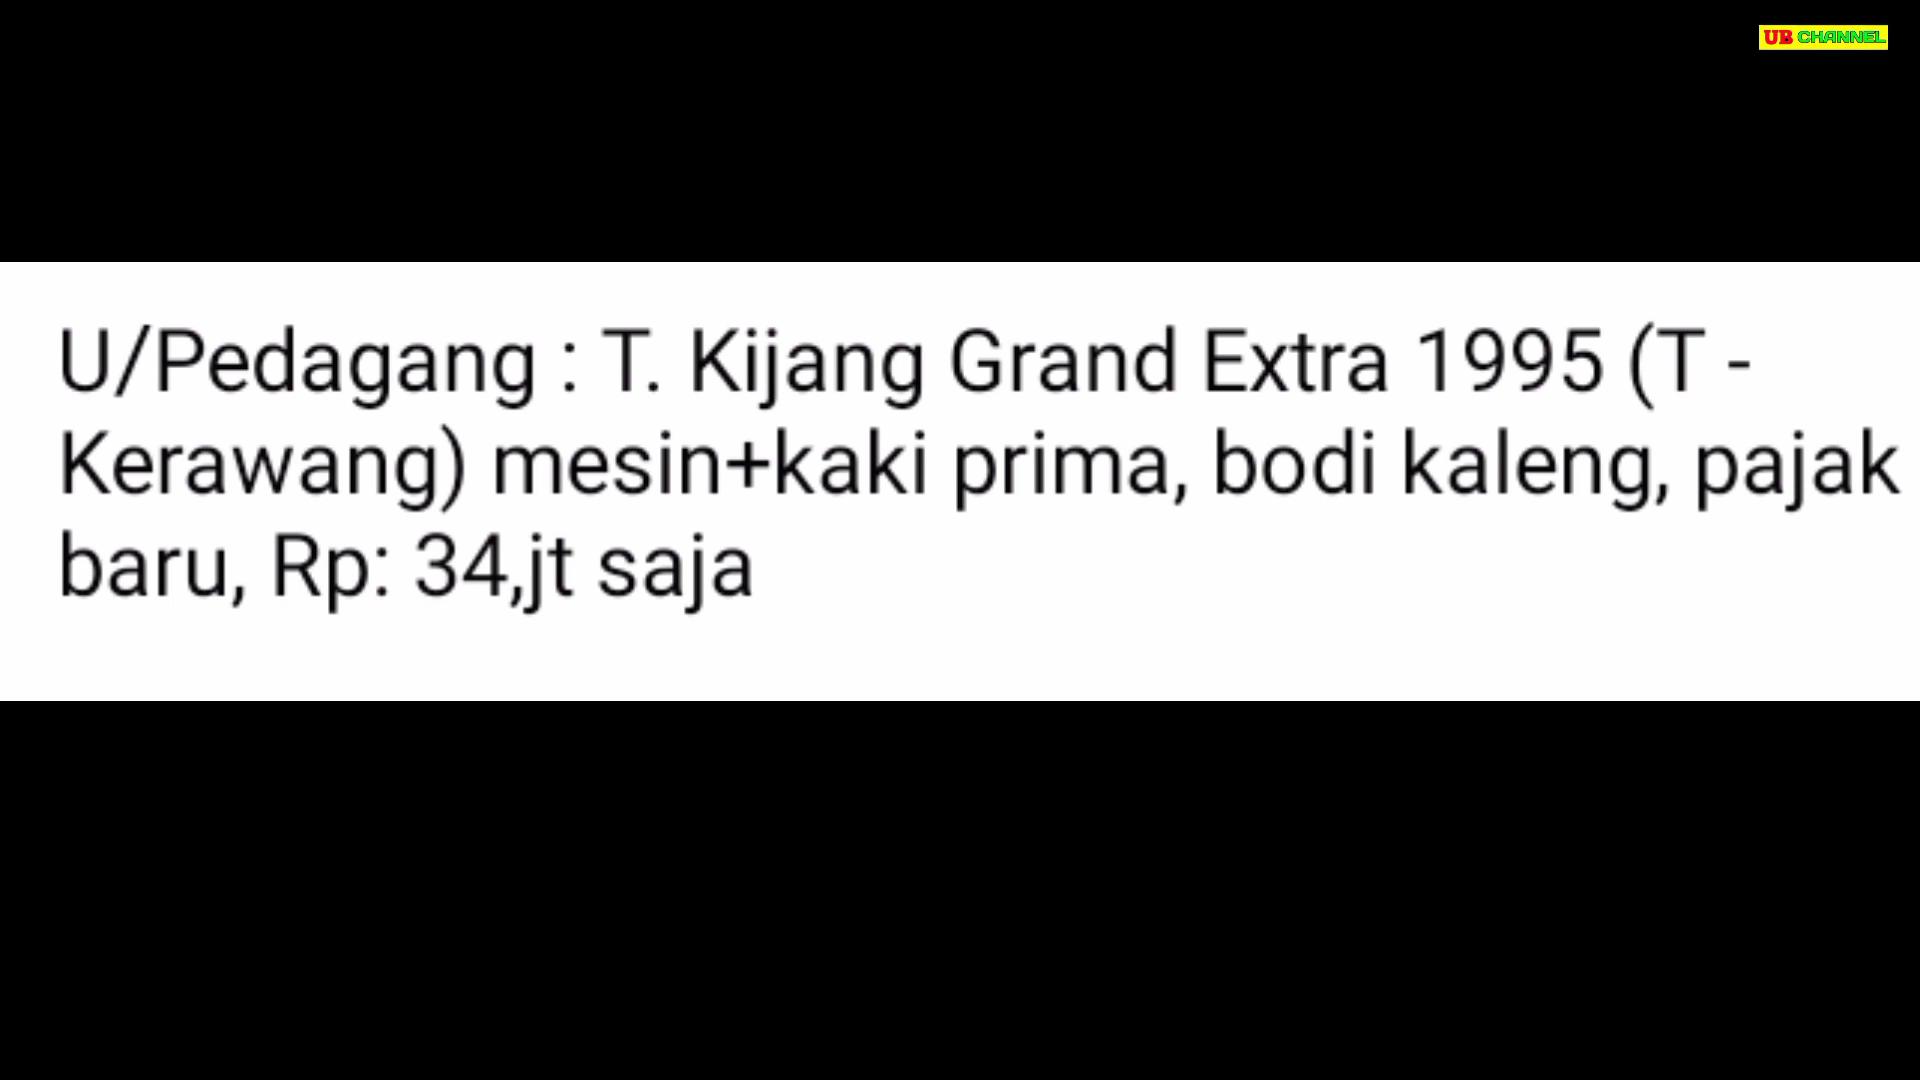 UB CHANNEL
U/Pedagang : T. Kijang Grand Extra 1995 (T -
Kerawang) mesin+kaki prima, bodi kaleng, pajak
baru, Rp: 34,jt saja